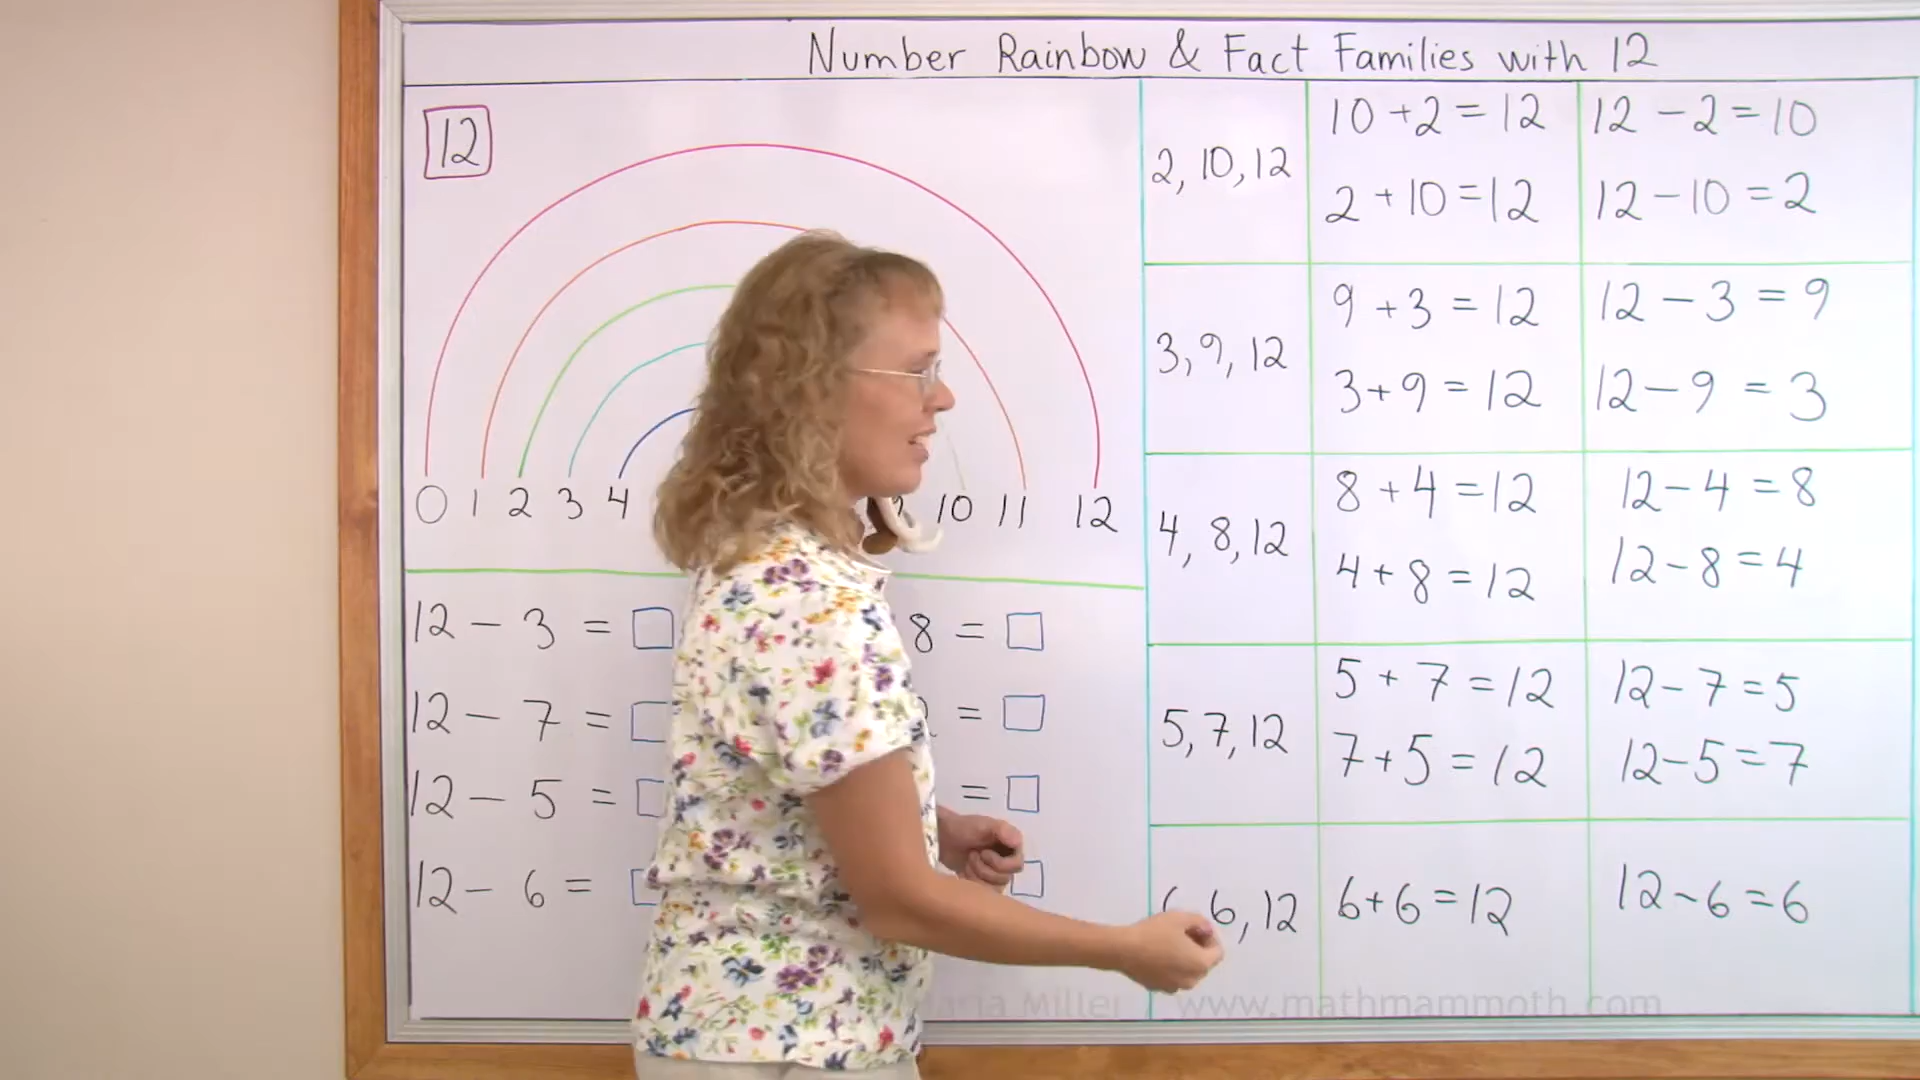 Number Rainbow & Fact Families with 12
12
0 1 2 3 4 10 11 12
12 - 3 = 8 =
12 - 7 = =
12 - 5 = =
12 - 6 =
2, 10, 12
10 + 2 = 12
12 - 2 = 10
2 + 10 = 12
12 - 10 = 2
3, 9, 12
9 + 3 = 12
12 - 3 = 9
3 + 9 = 12
12 - 9 = 3
4, 8, 12
8 + 4 = 12
12 - 4 = 8
4 + 8 = 12
12 - 8 = 4
5, 7, 12
5 + 7 = 12
12 - 7 = 5
7 + 5 = 12
12 - 5 = 7
6, 12
6 + 6 = 12
12 - 6 = 6
Maria Miller / www.mathmammoth.com